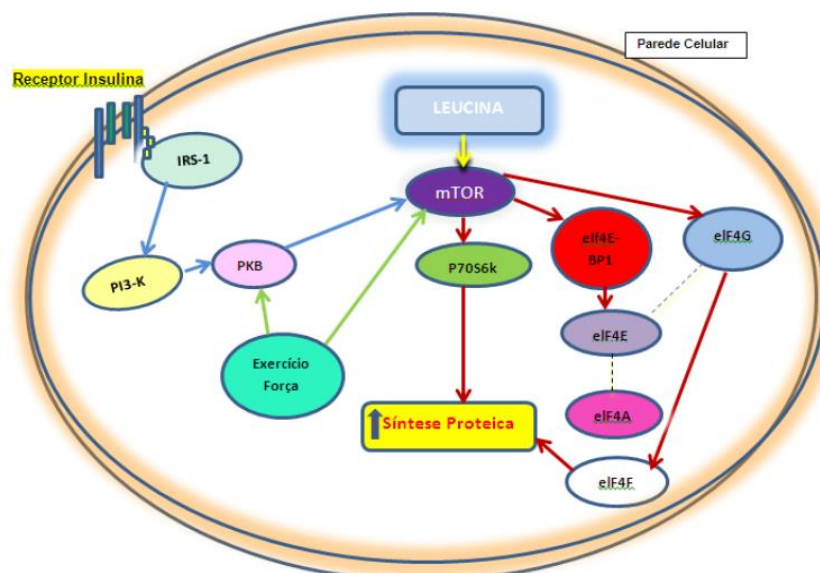 Parede Celular
Receptor Insulina
LEUCINA
IRS-1
mTOR
elf4E-
BP1
eIF4G
PI3-K
PKB
P70S6k
eIF4E
Exercício
Força
Síntese Proteica
eIF4A
eIF4F